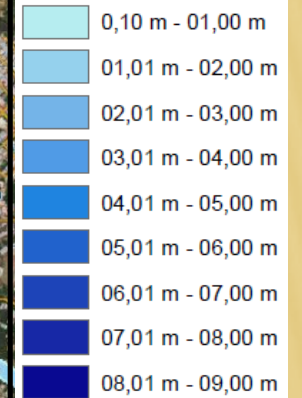 0,10 m - 01,00 m
01,01 m - 02,00 m
02,01 m - 03,00 m
03,01 m - 04,00 m
04,01 m - 05,00 m
05,01 m - 06,00 m
06,01 m - 07,00 m
07,01 m - 08,00 m
08,01 m - 09,00 m